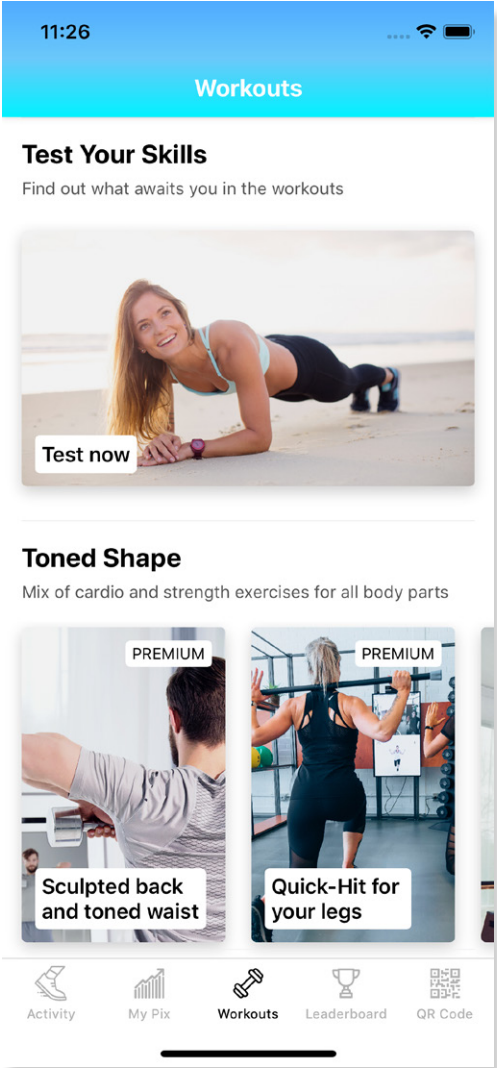 11:26
Workouts
Test Your Skills
Find out what awaits you in the workouts
Test now
Toned Shape
Mix of cardio and strength exercises for all body parts
PREMIUM
Sculpted back
and toned waist
PREMIUM
Quick-Hit for
your legs
Activity
My Pix
Workouts
Leaderboard
QR Code